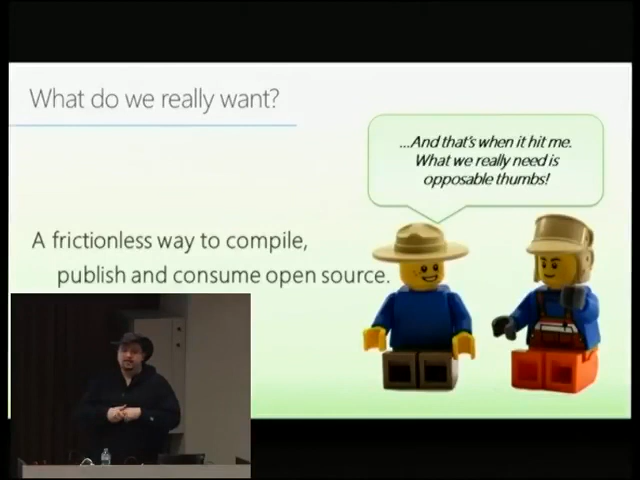 What do we really want?
...And that's when it hit me.
What we really need is
opposable thumbs!
A frictionless way to compile,
publish and consume open source.